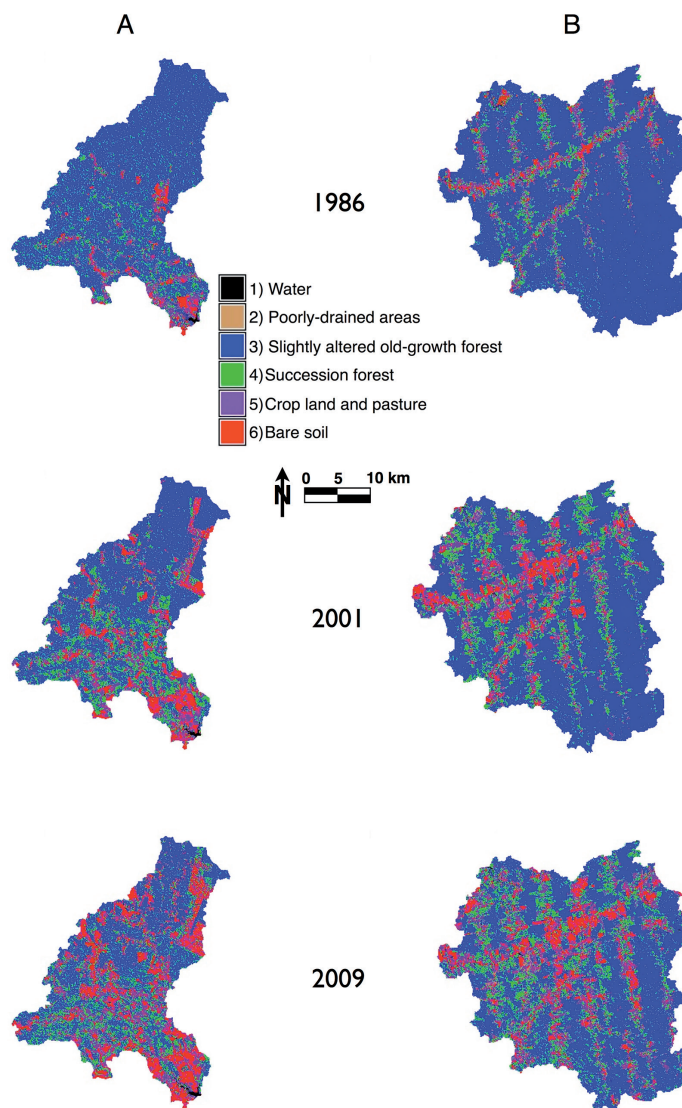 A B
1986
1) Water
2) Poorly-drained areas
3) Slightly altered old-growth forest
4) Succession forest
5) Crop land and pasture
6) Bare soil
N
0 5 10 km
2001
2009